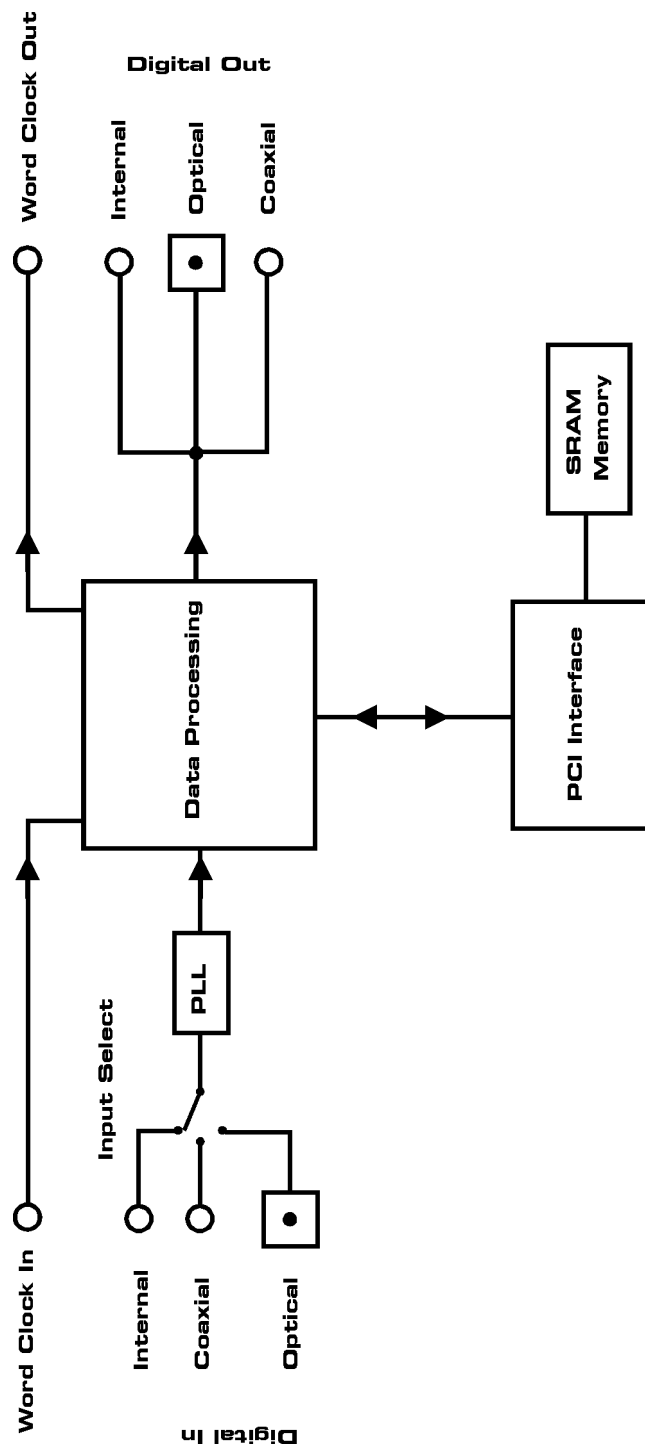 Word Clock In
Word Clock Out
Digital In
Internal
Coaxial
Optical
Input Select
PLL
Data Processing
Internal
Optical
Coaxial
Digital Out
PCI Interface
SRAM
Memory